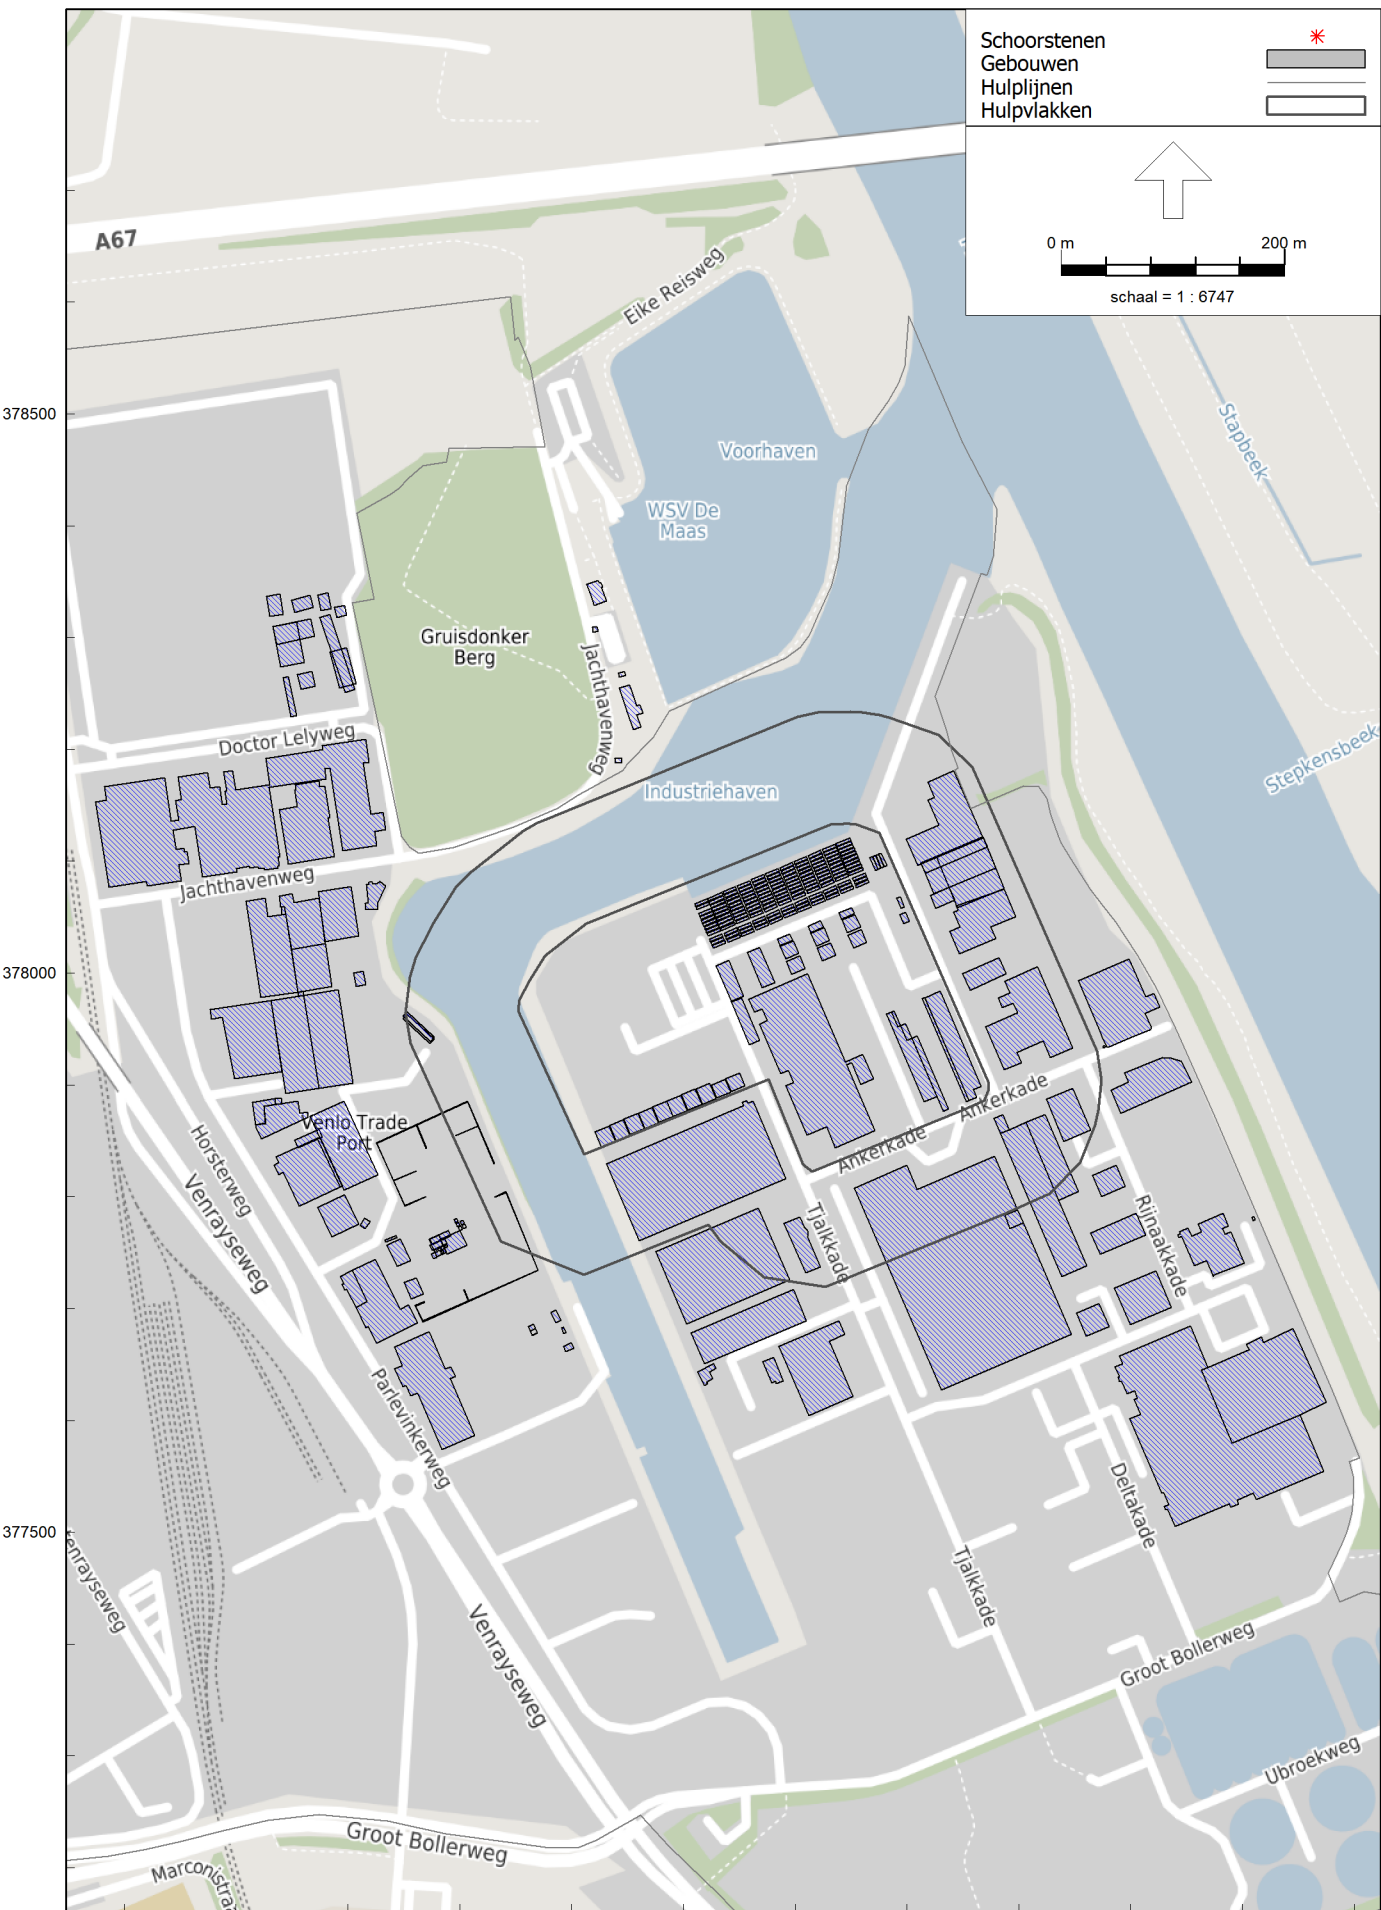 Schoorstenen
Gebouwen
Hulplijnen
Hulpvlakken
0 m
200 m
schaal = 1 : 6747
A67
Eike Reisweg
378500
Stapbeek
Voorhaven
WSV De
Maas
Gruisdonker
Berg
Jachthavenweg
Doctor Lelyweg
Stepkensbeek
Industriehaven
Jachthavenweg
378000
Ankerkade
Venlo Trade
Port
Ankerkade
Horsterweg
Venrayseweg
Tjalkkade
Rijnaakkade
Parlevinkerweg
Deltakade
377500
enrayseweg
Tjalkkade
Venrayseweg
Groot Bollerweg
Ubroekweg
Groot Bollerweg
Marconistra